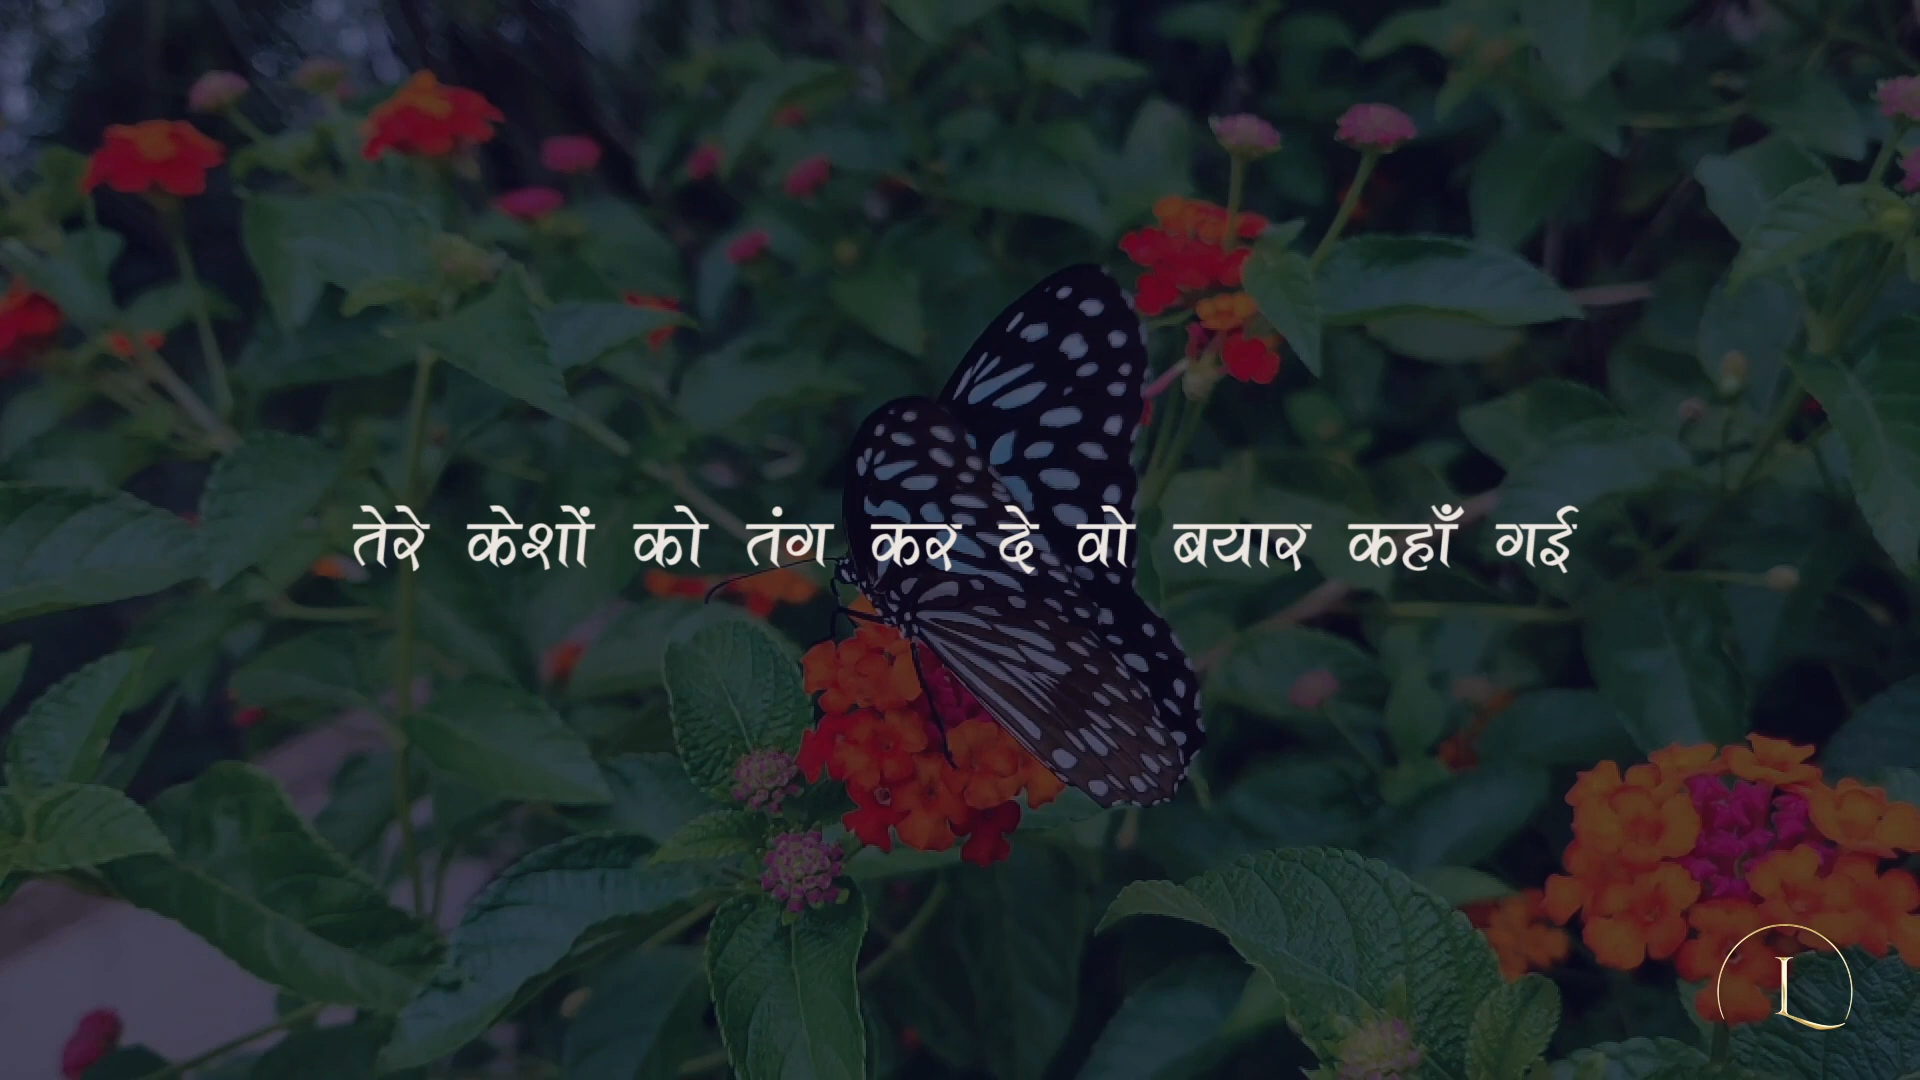 तेरे केशों को तंग कर दे वो बयार कहाँ गई
L